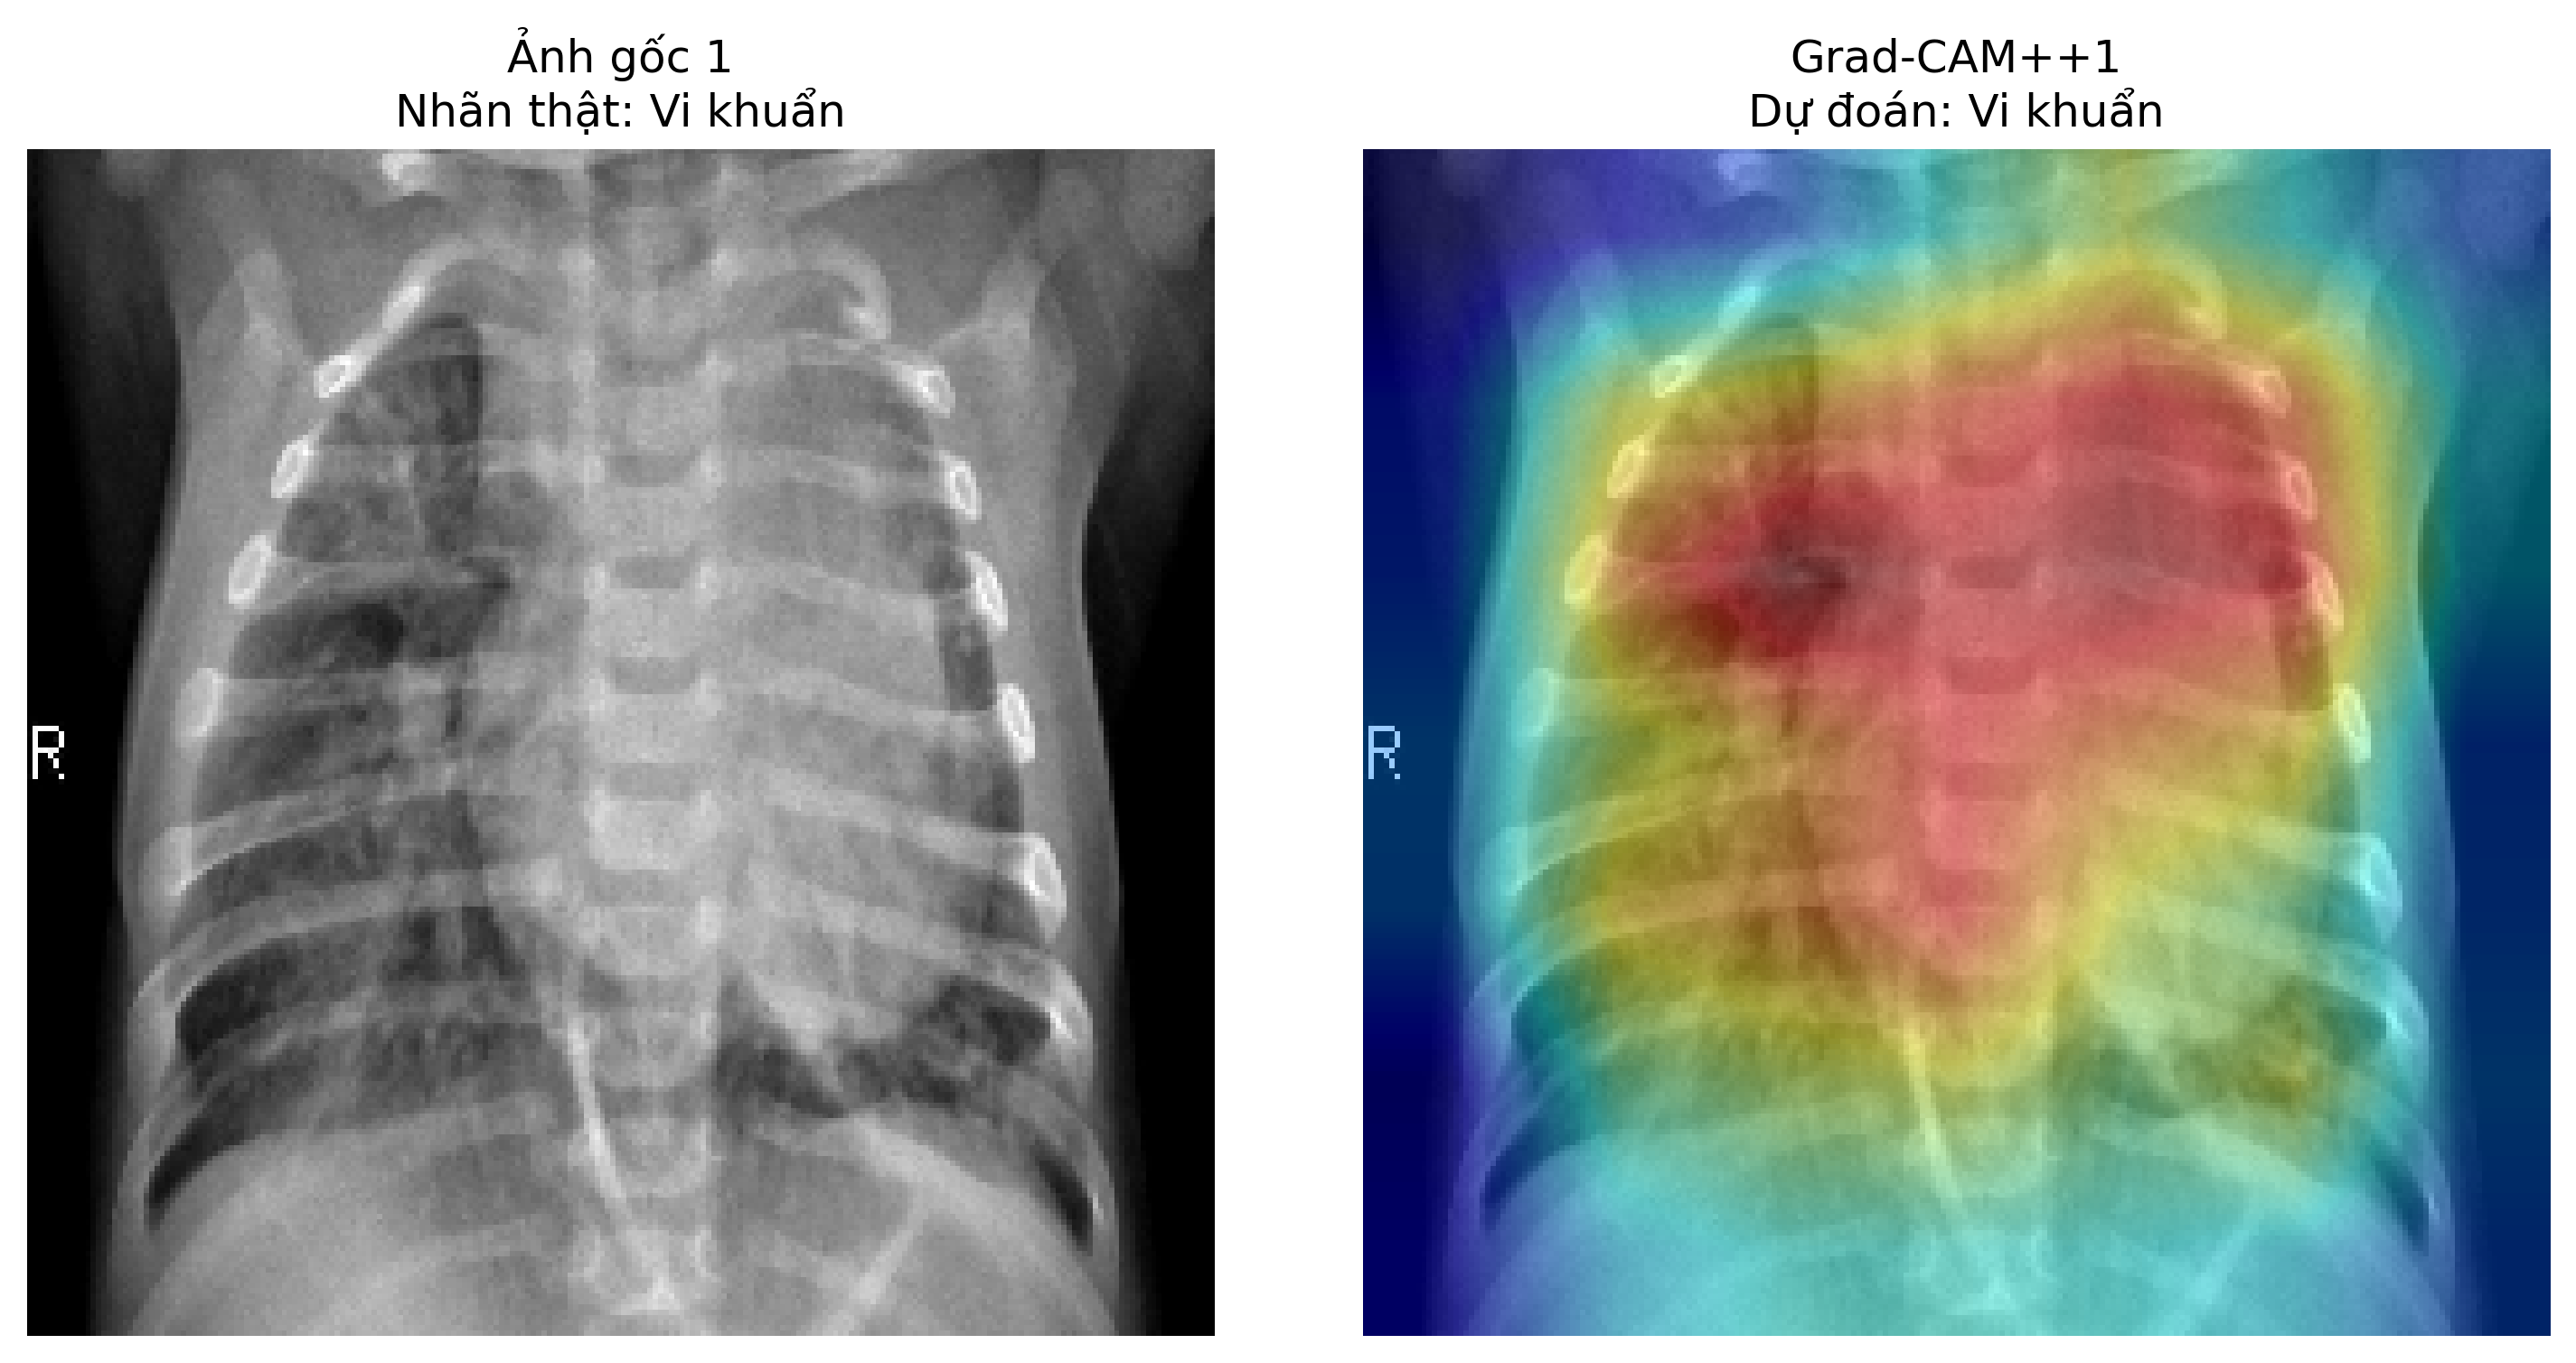 Ảnh gốc 1
Nhãn thật: Vi khuẩn
Grad-CAM++1
Dự đoán: Vi khuẩn
R
R